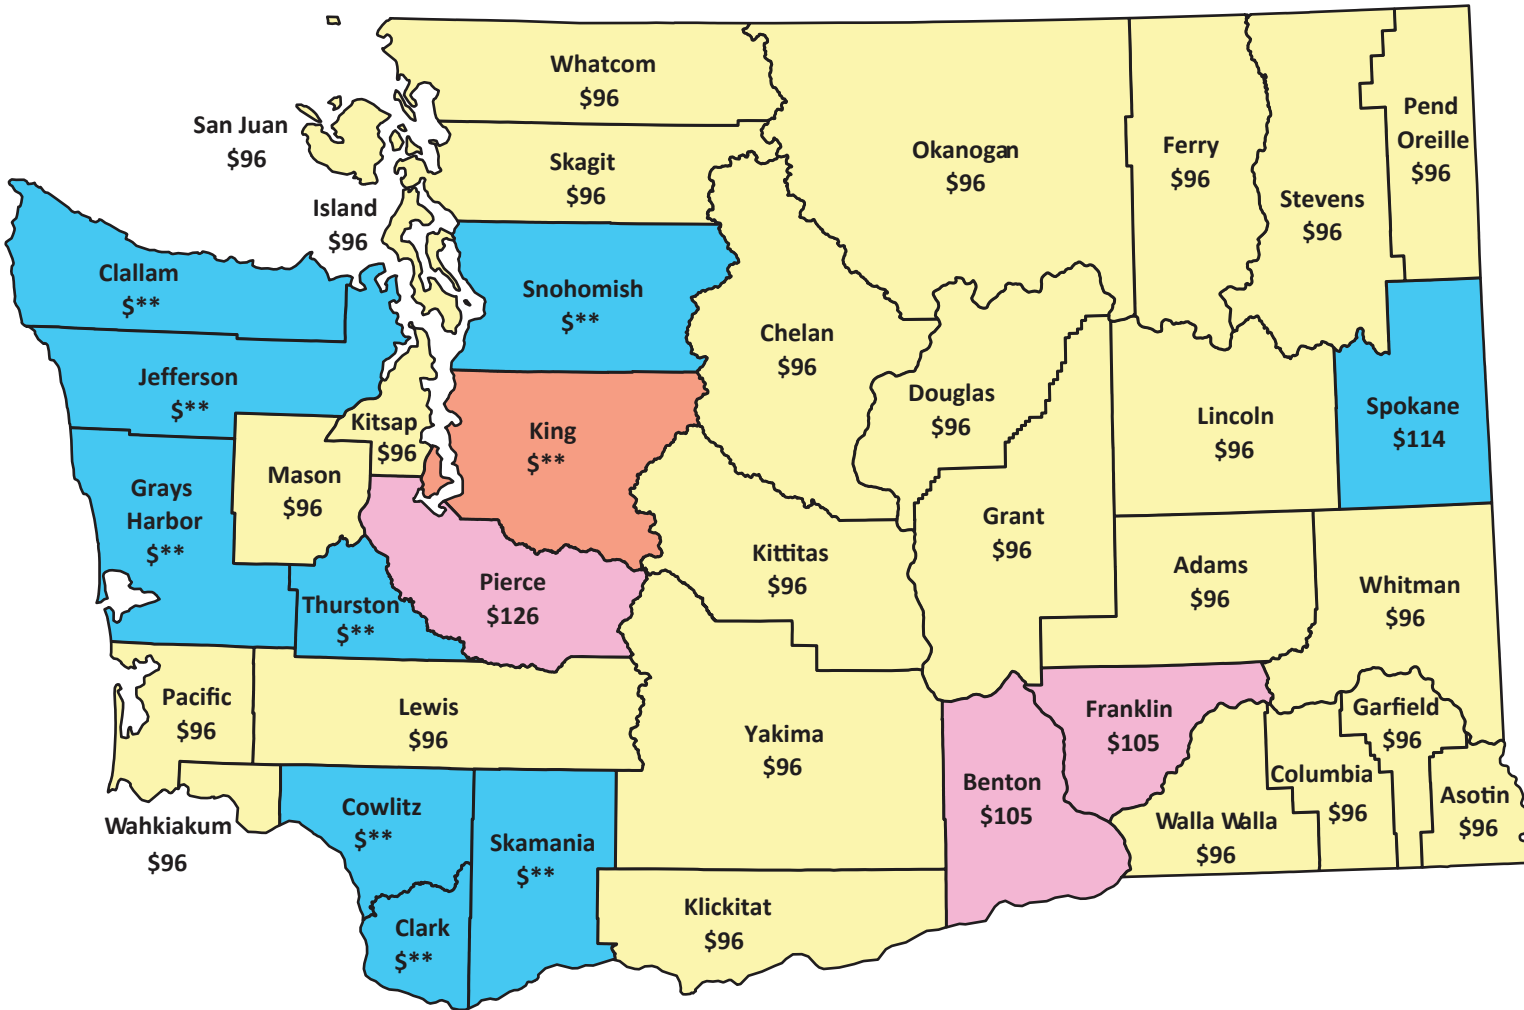 Whatcom
$96
San Juan
$96
Skagit
$96
Okanogan
$96
Ferry
$96
Pend
Oreille
$96
Stevens
$96
Island
$96
Clallam
$**
Snohomish
$**
Chelan
$96
Jefferson
$**
Kitsap
$96
King
$**
Douglas
$96
Lincoln
$96
Spokane
$114
Mason
$96
Grays
Harbor
$**
Grant
$96
Kittitas
$96
Adams
$96
Whitman
$96
Pierce
$126
Thurston
$**
Pacific
$96
Lewis
$96
Yakima
$96
Franklin
$105
Garfield
$96
Benton
$105
Columbia
$96
Asotin
$96
Walla Walla
$96
Wahkiakum
$96
Cowlitz
$**
Skamania
$**
Klickitat
$96
Clark
$**